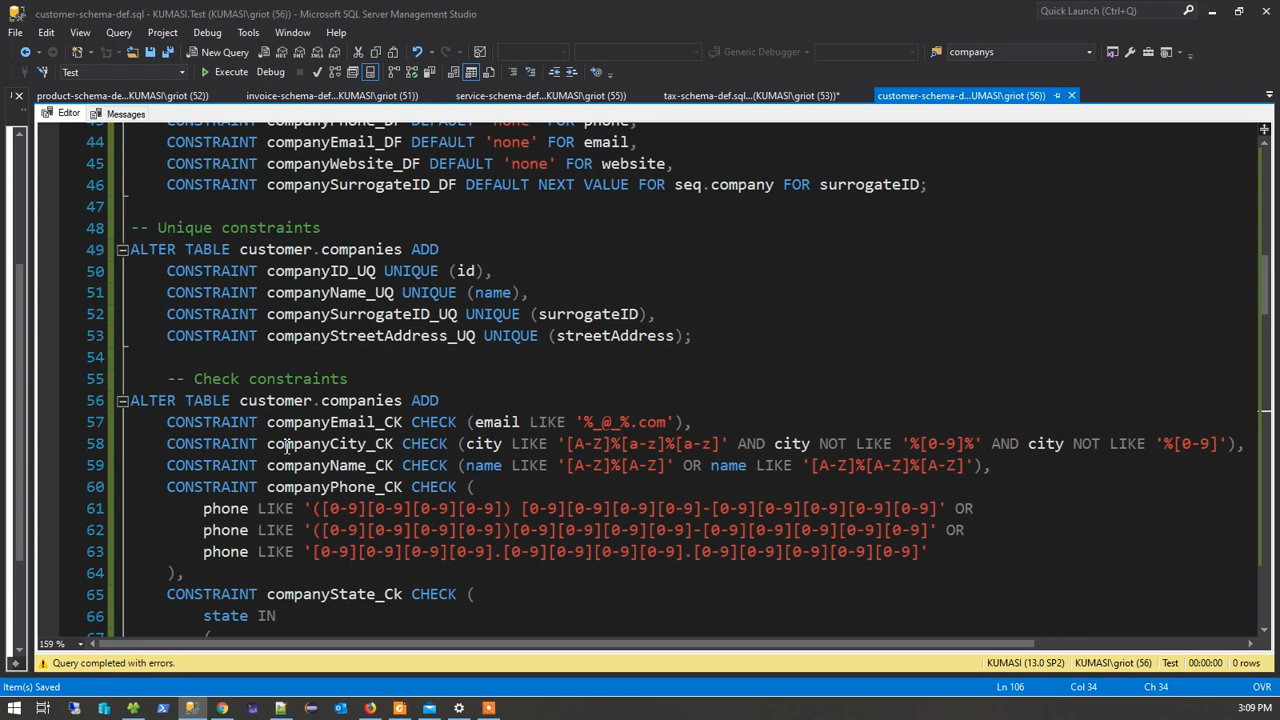 customer-schema-def.sql - KUMASI.Test (KUMASI\griot (56)) - Microsoft SQL Server Management Studio
Quick Launch (Ctrl+Q)
File Edit View Query Project Debug Tools Window Help
New Query
Generic Debugger
companys
Test
Execute Debug
product-schema-de...KUMASI\griot (52))
invoice-schema-def...KUMASI\griot (51))
service-schema-def...KUMASI\griot (55))
tax-schema-def.sql...(KUMASI\griot (53))*
customer-schema-d...UMASI\griot (56))
Editor Messages
43 CONSTRAINT companyPhone_DF DEFAULT 'none' FOR phone,
44 CONSTRAINT companyEmail_DF DEFAULT 'none' FOR email,
45 CONSTRAINT companyWebsite_DF DEFAULT 'none' FOR website,
46 CONSTRAINT companySurrogateID_DF DEFAULT NEXT VALUE FOR seq.company FOR surrogateID;
47
48 -- Unique constraints
49 ALTER TABLE customer.companies ADD
50 CONSTRAINT companyID_UQ UNIQUE (id),
51 CONSTRAINT companyName_UQ UNIQUE (name),
52 CONSTRAINT companySurrogateID_UQ UNIQUE (surrogateID),
53 CONSTRAINT companyStreetAddress_UQ UNIQUE (streetAddress);
54
55 -- Check constraints
56 ALTER TABLE customer.companies ADD
57 CONSTRAINT companyEmail_CK CHECK (email LIKE '%_@_%.com'),
58 CONSTRAINT companyCity_CK CHECK (city LIKE '[A-Z]%[a-z]%[a-z]' AND city NOT LIKE '%[0-9]%' AND city NOT LIKE '%[0-9]'),
59 CONSTRAINT companyName_CK CHECK (name LIKE '[A-Z]%[A-Z]' OR name LIKE '[A-Z]%[A-Z]%[A-Z]'),
60 CONSTRAINT companyPhone_CK CHECK (
61 phone LIKE '([0-9][0-9][0-9]) [0-9][0-9][0-9]-[0-9][0-9][0-9][0-9]' OR
62 phone LIKE '([0-9][0-9][0-9])[0-9][0-9][0-9]-[0-9][0-9][0-9][0-9]' OR
63 phone LIKE '[0-9][0-9][0-9].[0-9][0-9][0-9].[0-9][0-9][0-9][0-9]'
64 ),
65 CONSTRAINT companyState_Ck CHECK (
66 state IN
67 (
159 %
Query completed with errors.
KUMASI (13.0 SP2) KUMASI\griot (56) Test 00:00:00 0 rows
Item(s) Saved
Ln 106 Col 34 Ch 34 OVR
3:09 PM